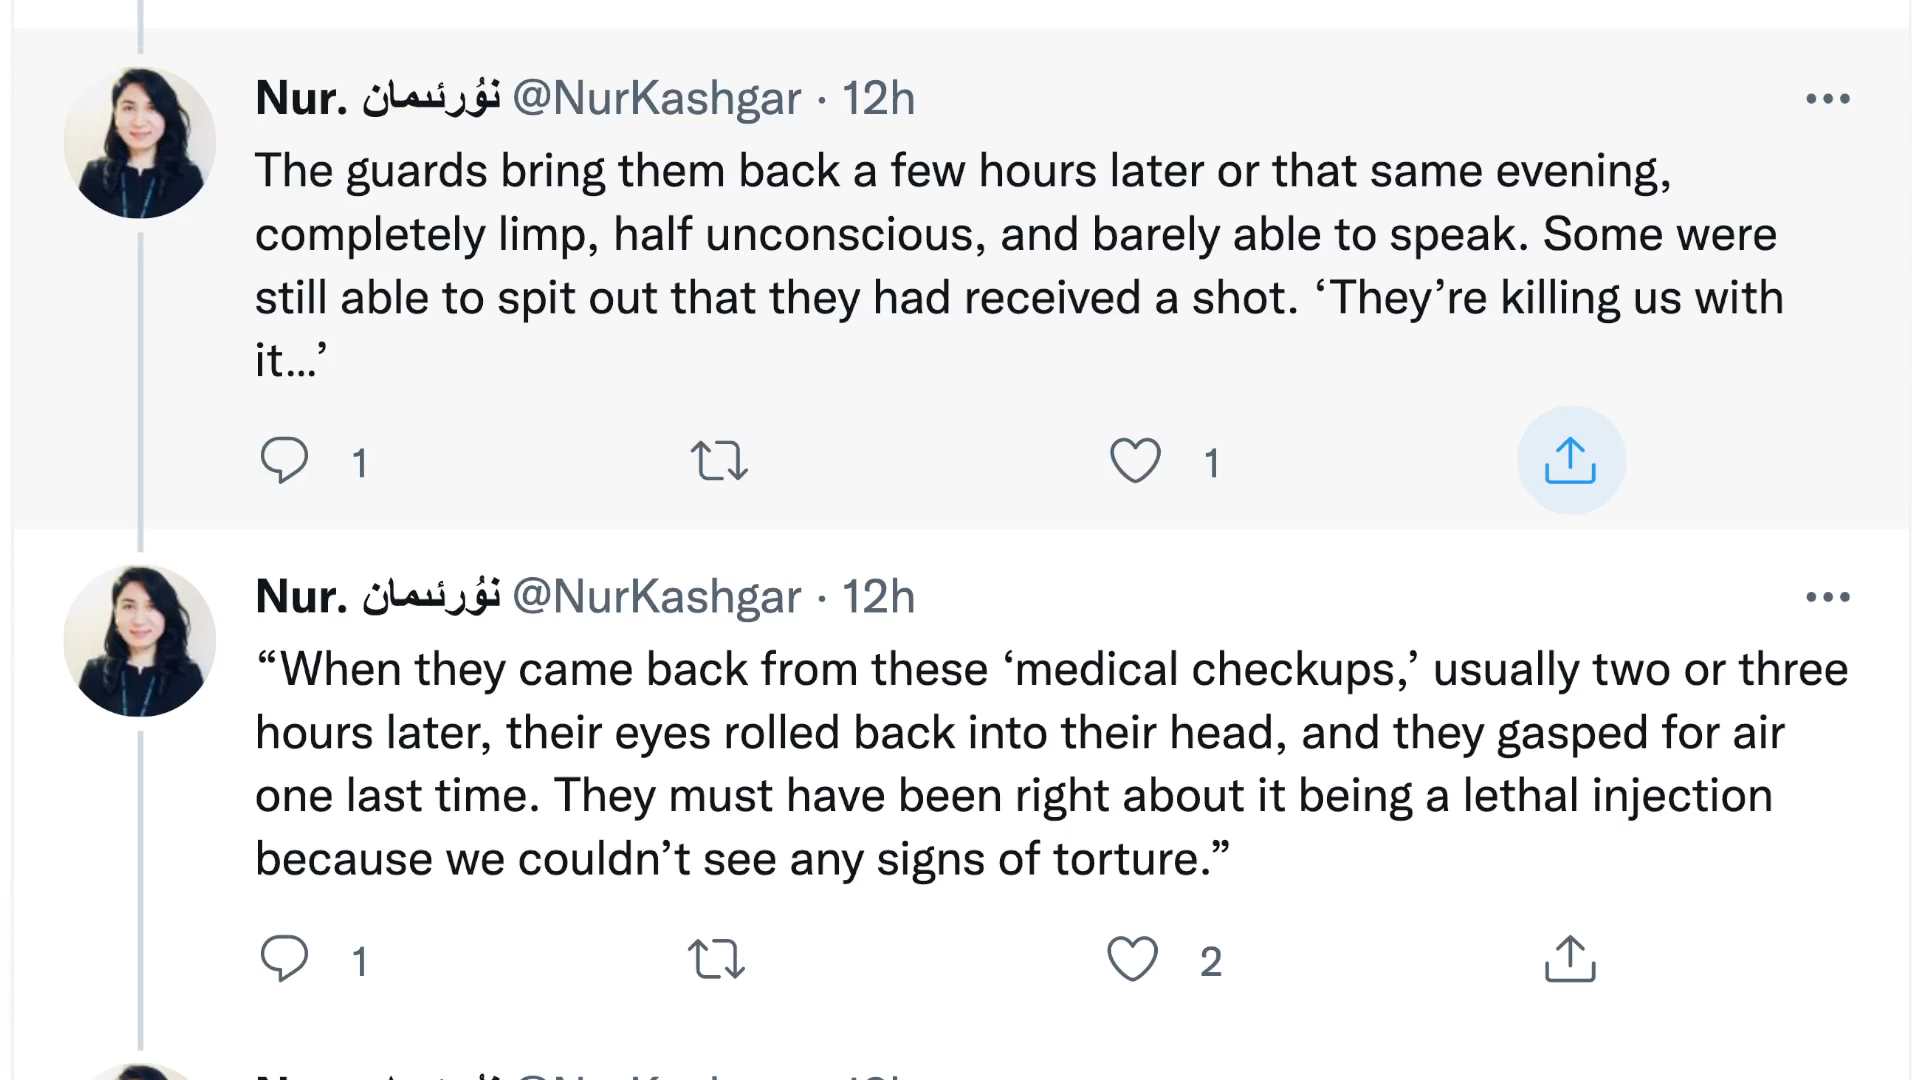 Nur. نۇرئىمان @NurKashgar · 12h
The guards bring them back a few hours later or that same evening,
completely limp, half unconscious, and barely able to speak. Some were
still able to spit out that they had received a shot. ‘They’re killing us with
it...’
1 1
Nur. نۇرئىمان @NurKashgar · 12h
“When they came back from these ‘medical checkups,’ usually two or three
hours later, their eyes rolled back into their head, and they gasped for air
one last time. They must have been right about it being a lethal injection
because we couldn’t see any signs of torture.”
1 2